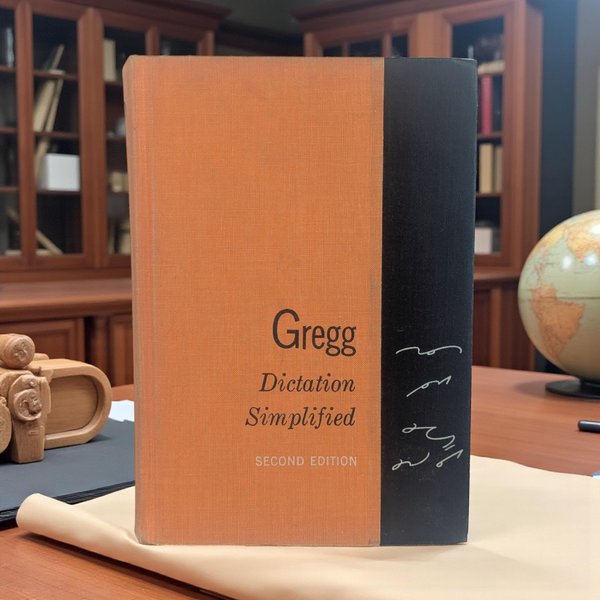 Gregg
Dictation
Simplified
SECOND EDITION